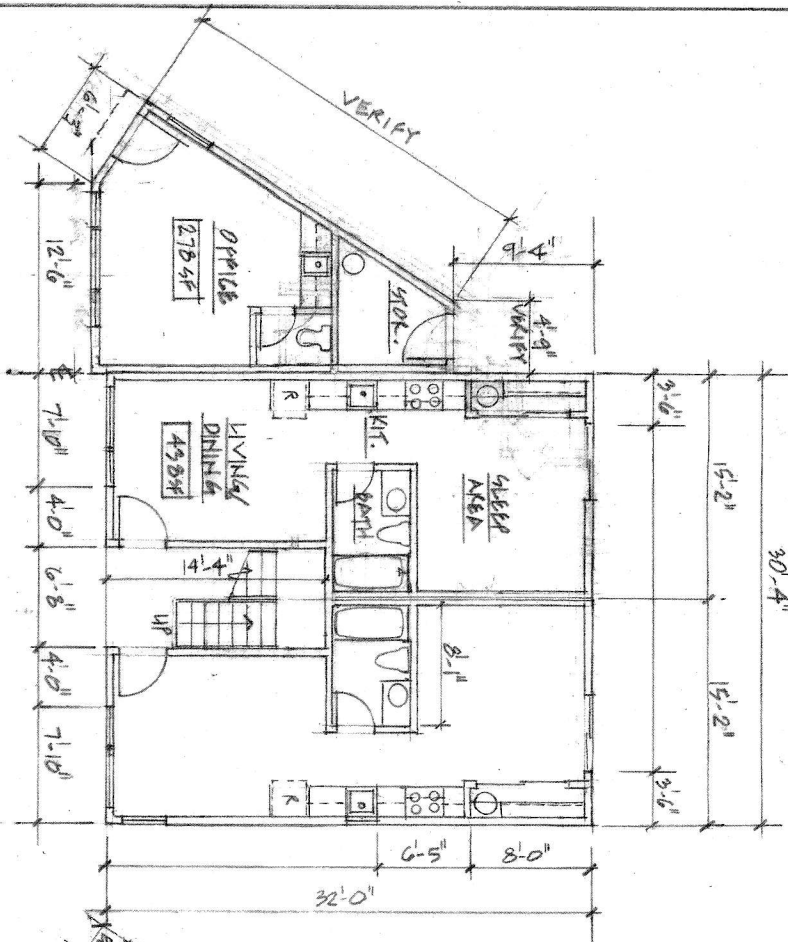 VERIFY
6'-3"
9'-4"
4'-9"
VERIFY
12'-6"
OFFICE
278 SF
STOR.
7'-10"
4'-0"
6'-8"
4'-0"
7'-10"
LIVING/
DINING
438 SF
R
KIT.
BATH
SLEEP
AREA
3'-6"
15'-2"
30'-4"
15'-2"
3'-6"
14'-4"
UP
8'-1"
R
6'-5"
8'-0"
32'-0"